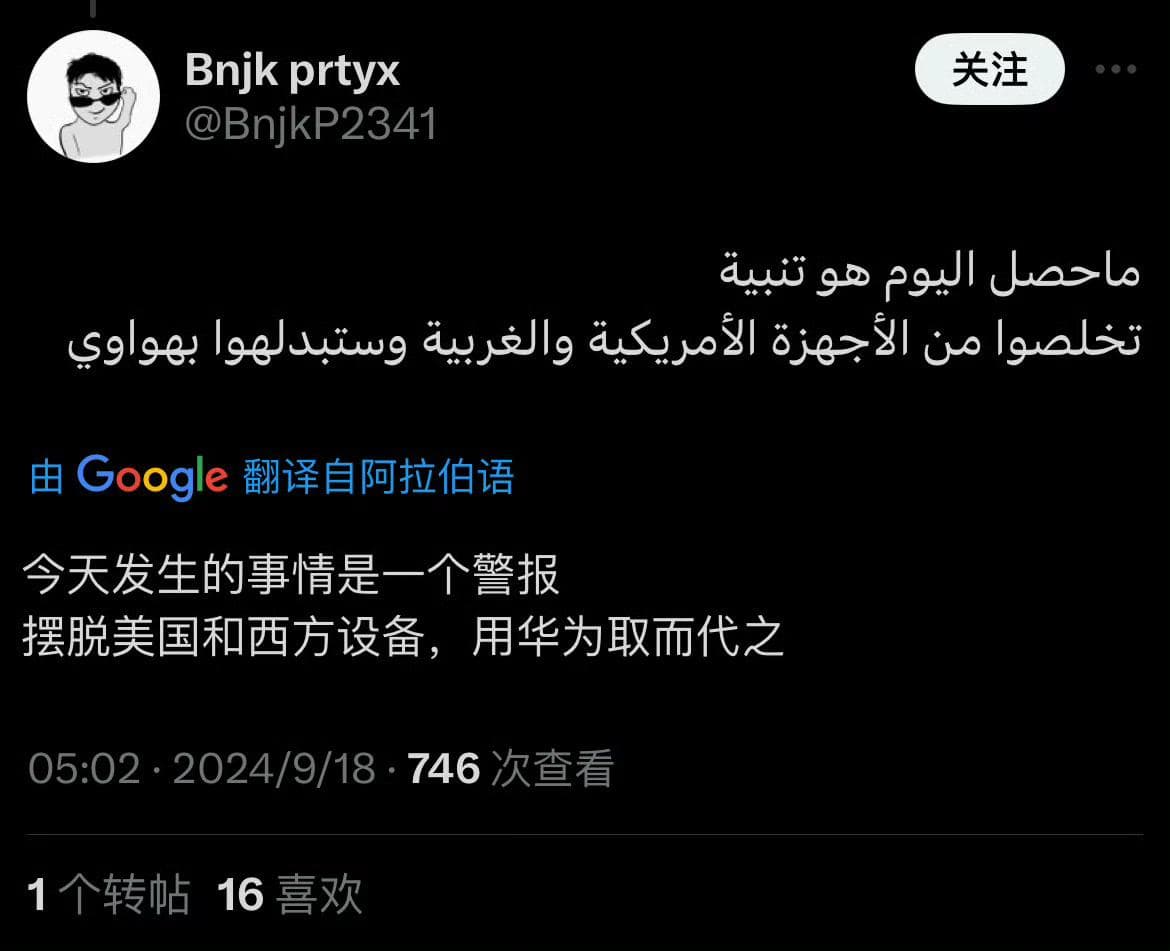 Bnjk prtyx
@BnjkP2341
关注
ماحصل اليوم هو تنبية
تخلصوا من الأجهزة الأمريكية والغربية وستبدلهوا بهواوي
由 Google 翻译自阿拉伯语
今天发生的事情是一个警报
摆脱美国和西方设备，用华为取而代之
05:02 · 2024/9/18 · 746 次查看
1 个转帖 16 喜欢